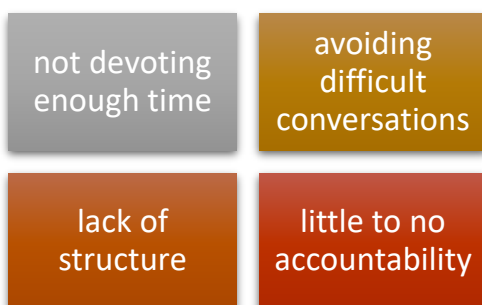 not devoting
enough time
avoiding
difficult
conversations
lack of
structure
little to no
accountability